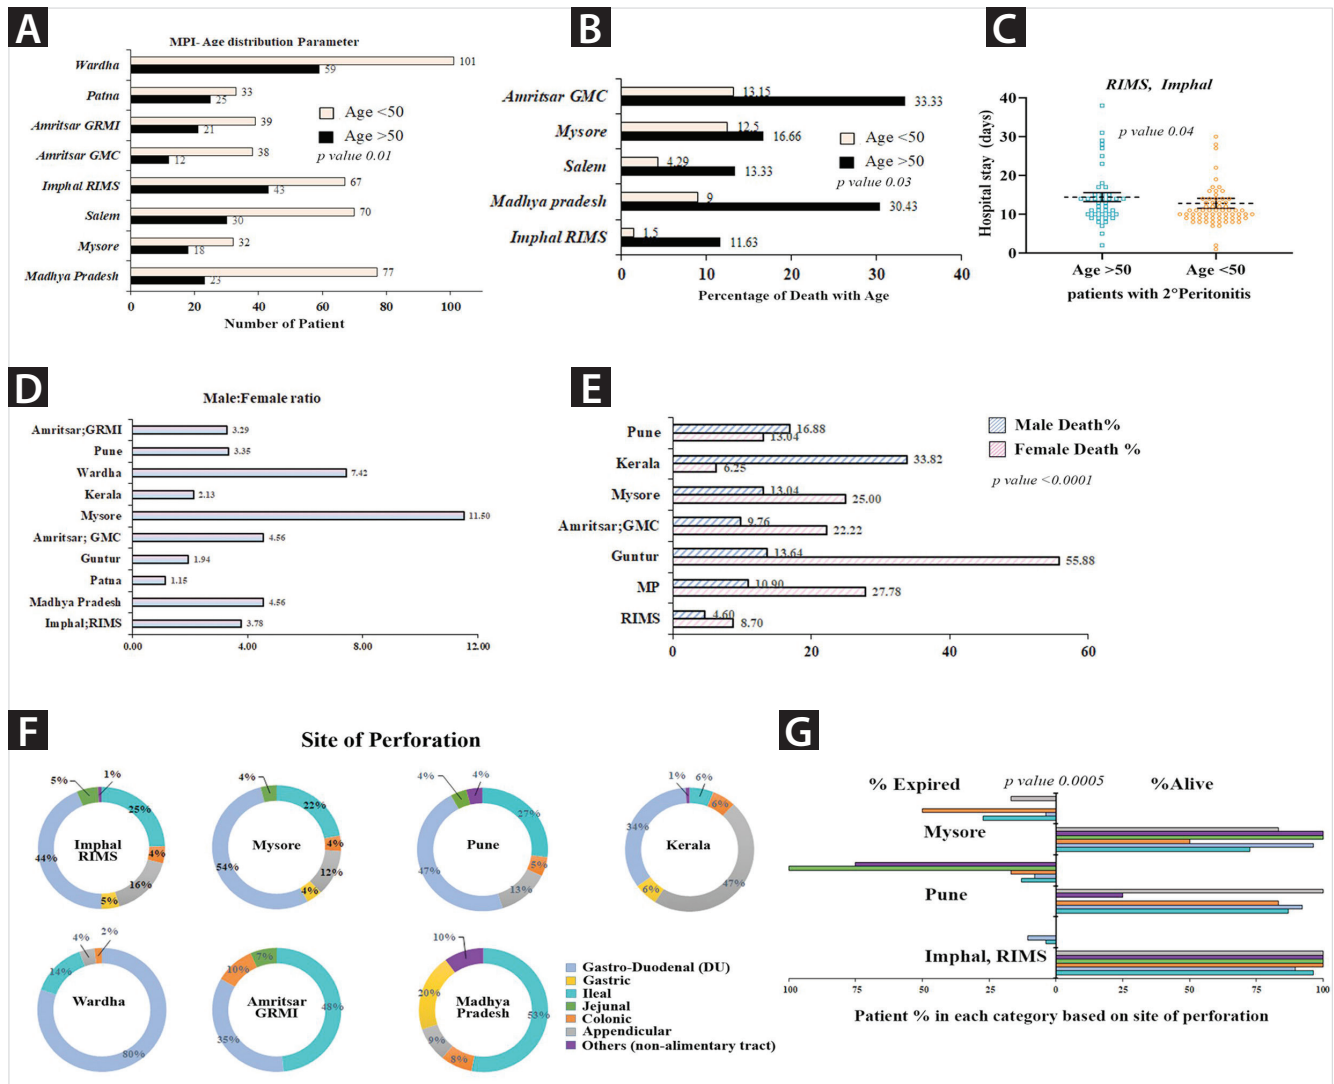 A
MPI- Age distribution Parameter
Wardha 101
59
Patna 33
25
Amritsar GRMI 39
21
Amritsar GMC 38
12
Imphal RIMS 67
43
Salem 70
30
Mysore 32
18
Madhya Pradesh 77
23
Age <50
Age >50
p value 0.01
0 20 40 60 80 100
Number of Patient
B
Amritsar GMC 13.15
33.33
Mysore 12.5
16.66
Salem 4.29
13.33
Madhya pradesh 9
30.43
Imphal RIMS 1.5
11.63
Age <50
Age >50
p value 0.03
0 10 20 30 40
Percentage of Death with Age
C
RIMS, Imphal
p value 0.04
Hospital stay (days)
40
30
20
10
0
Age >50 Age <50
patients with 2°Peritonitis
D
Male:Female ratio
Amritsar;GRMI 3.29
Pune 3.35
Wardha 7.42
Kerala 2.13
Mysore 11.50
Amritsar; GMC 4.56
Guntur 1.94
Patna 1.15
Madhya Pradesh 4.56
Imphal;RIMS 3.78
0.00 4.00 8.00 12.00
E
Pune 16.88
13.04
Kerala 33.82
6.25
Mysore 13.04
25.00
Amritsar;GMC 9.76
22.22
Guntur 13.64
55.88
MP 10.90
27.78
RIMS 4.60
8.70
Male Death%
Female Death %
p value <0.0001
0 20 40 60
F
Site of Perforation
5% 1%
25%
4%
16%
5%
44%
Imphal
RIMS
4%
22%
4%
12%
4%
54%
Mysore
4% 4%
27%
5%
13%
47%
Pune
1% 6%
6%
47%
6%
34%
Kerala
4% 2%
14%
80%
Wardha
7%
10%
48%
35%
Amritsar
GRMI
10%
20%
53%
9%
8%
Madhya
Pradesh
Gastro-Duodenal (DU)
Gastric
Ileal
Jejunal
Colonic
Appendicular
Others (non-alimentary tract)
G
% Expired p value 0.0005 %Alive
Mysore
Pune
Imphal, RIMS
100 75 50 25 0 25 50 75 100
Patient % in each category based on site of perforation